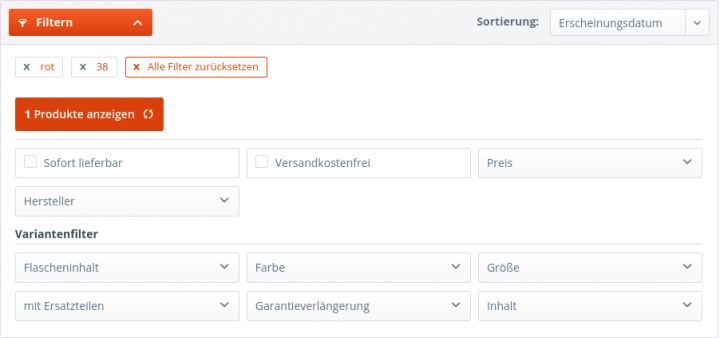 Filtern
Sortierung: Erscheinungsdatum
rot 38 Alle Filter zurücksetzen
1 Produkte anzeigen
Sofort lieferbar Versandkostenfrei Preis
Hersteller
Variantenfilter
Flascheninhalt Farbe Größe
mit Ersatzteilen Garantieverlängerung Inhalt